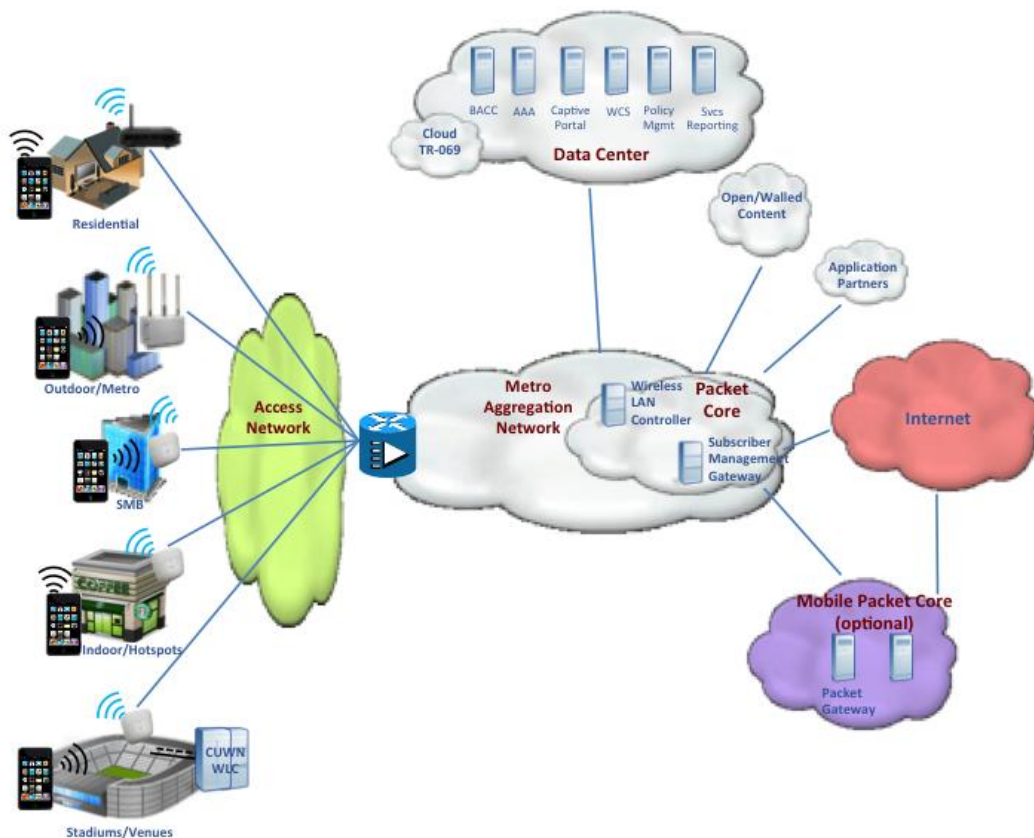 BACC
AAA
Captive
Portal
WCS
Policy
Mgmt
Svcs
Reporting
Cloud
TR-069
Data Center
Residential
Open/Walled
Content
Application
Partners
Outdoor/Metro
Access
Network
Metro
Aggregation
Network
Wireless
LAN
Controller
Packet
Core
Subscriber
Management
Gateway
Internet
SMB
COFFEE
Indoor/Hotspots
Mobile Packet Core
(optional)
Packet
Gateway
CUWN
WLC
Stadiums/Venues